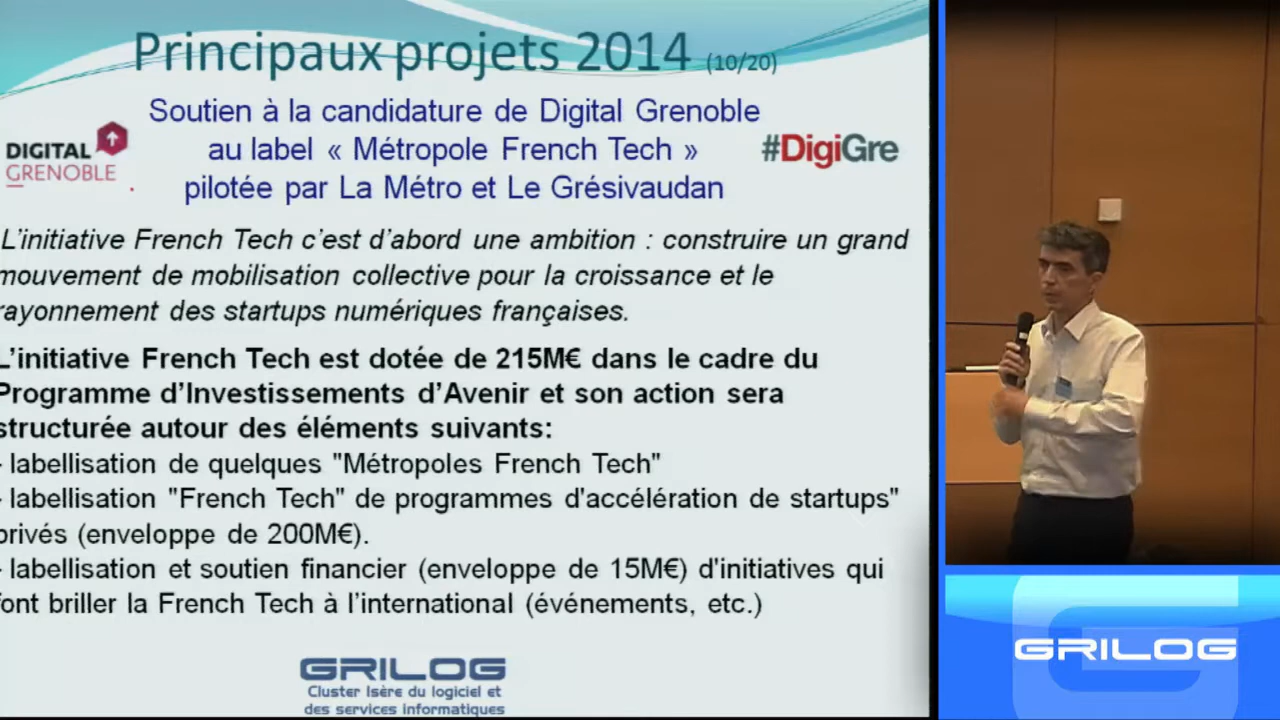 Principaux projets 2014 (10/20)
Soutien à la candidature de Digital Grenoble
au label « Métropole French Tech »
pilotée par La Métro et Le Grésivaudan
DIGITAL
GRENOBLE
#DigiGre
L'initiative French Tech c'est d'abord une ambition : construire un grand
mouvement de mobilisation collective pour la croissance et le
rayonnement des startups numériques françaises.
L'initiative French Tech est dotée de 215M€ dans le cadre du
Programme d'Investissements d'Avenir et son action sera
structurée autour des éléments suivants:
- labellisation de quelques "Métropoles French Tech"
- labellisation "French Tech" de programmes d'accélération de startups"
privés (enveloppe de 200M€).
- labellisation et soutien financier (enveloppe de 15M€) d'initiatives qui
font briller la French Tech à l'international (événements, etc.)
GRILOG
Cluster Isère du logiciel et
des services informatiques
GRILOG